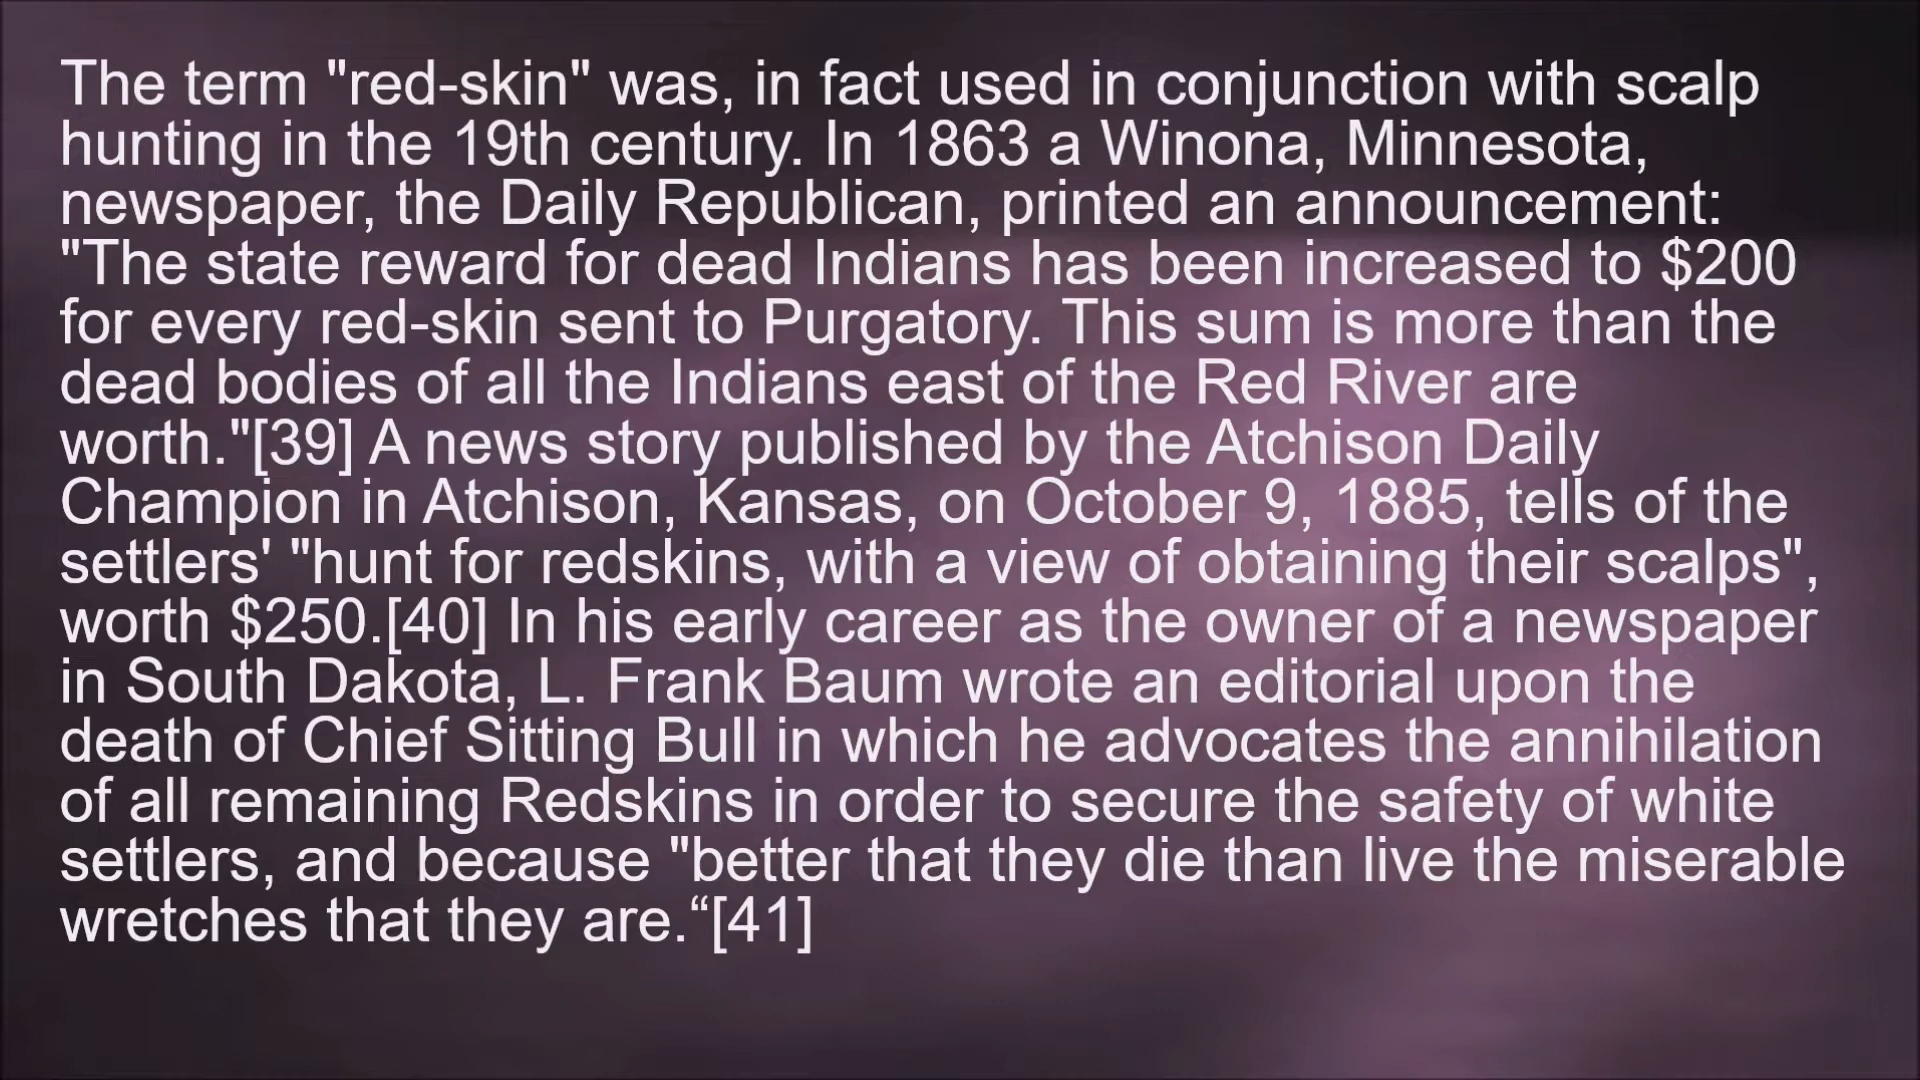 The term "red-skin" was, in fact used in conjunction with scalp
hunting in the 19th century. In 1863 a Winona, Minnesota,
newspaper, the Daily Republican, printed an announcement:
"The state reward for dead Indians has been increased to $200
for every red-skin sent to Purgatory. This sum is more than the
dead bodies of all the Indians east of the Red River are
worth."[39] A news story published by the Atchison Daily
Champion in Atchison, Kansas, on October 9, 1885, tells of the
settlers' "hunt for redskins, with a view of obtaining their scalps",
worth $250.[40] In his early career as the owner of a newspaper
in South Dakota, L. Frank Baum wrote an editorial upon the
death of Chief Sitting Bull in which he advocates the annihilation
of all remaining Redskins in order to secure the safety of white
settlers, and because "better that they die than live the miserable
wretches that they are.“[41]